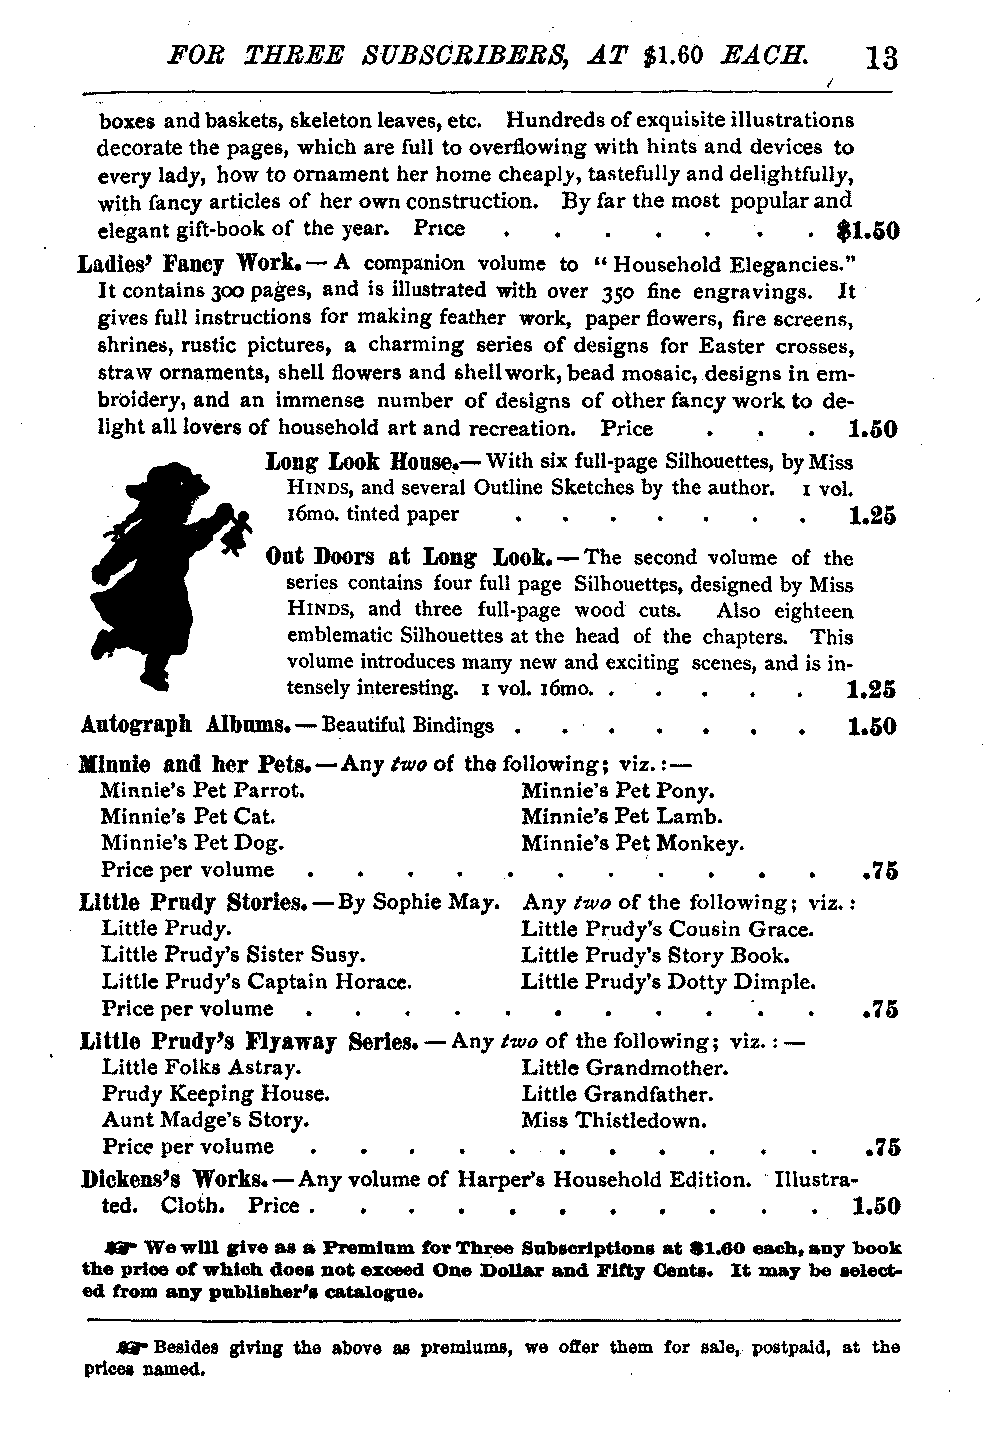 FOR THREE SUBSCRIBERS, AT $1.60 EACH. 13
boxes and baskets, skeleton leaves, etc. Hundreds of exquisite illustrations
decorate the pages, which are full to overflowing with hints and devices to
every lady, how to ornament her home cheaply, tastefully and delightfully,
with fancy articles of her own construction. By far the most popular and
elegant gift-book of the year. Price . . . . . . . $1.50
Ladies' Fancy Work.—A companion volume to "Household Elegancies."
It contains 300 pages, and is illustrated with over 350 fine engravings. It
gives full instructions for making feather work, paper flowers, fire screens,
shrines, rustic pictures, a charming series of designs for Easter crosses,
straw ornaments, shell flowers and shellwork, bead mosaic, designs in em-
broidery, and an immense number of designs of other fancy work to de-
light all lovers of household art and recreation. Price . . . 1.50
Long Look House.—With six full-page Silhouettes, by Miss
HINDS, and several Outline Sketches by the author. 1 vol.
16mo. tinted paper . . . . . . . 1.25
Out Doors at Long Look.—The second volume of the
series contains four full page Silhouettes, designed by Miss
HINDS, and three full-page wood cuts. Also eighteen
emblematic Silhouettes at the head of the chapters. This
volume introduces many new and exciting scenes, and is in-
tensely interesting. 1 vol. 16mo. . . . . . 1.25
Autograph Albums.—Beautiful Bindings . . . . . . . 1.50
Minnie and her Pets.—Any two of the following; viz.:—
Minnie's Pet Parrot. Minnie's Pet Pony.
Minnie's Pet Cat. Minnie's Pet Lamb.
Minnie's Pet Dog. Minnie's Pet Monkey.
Price per volume . . . . . . . . . . . .75
Little Prudy Stories.—By Sophie May. Any two of the following; viz.:
Little Prudy. Little Prudy's Cousin Grace.
Little Prudy's Sister Susy. Little Prudy's Story Book.
Little Prudy's Captain Horace. Little Prudy's Dotty Dimple.
Price per volume . . . . . . . . . . . .75
Little Prudy's Flyaway Series.—Any two of the following; viz.:—
Little Folks Astray. Little Grandmother.
Prudy Keeping House. Little Grandfather.
Aunt Madge's Story. Miss Thistledown.
Price per volume . . . . . . . . . . . .75
Dickens's Works.—Any volume of Harper's Household Edition. Illustra-
ted. Cloth. Price . . . . . . . . . . . 1.50
☞ We will give as a Premium for Three Subscriptions at $1.60 each, any book
the price of which does not exceed One Dollar and Fifty Cents. It may be select-
ed from any publisher's catalogue.
☞ Besides giving the above as premiums, we offer them for sale, postpaid, at the
prices named.